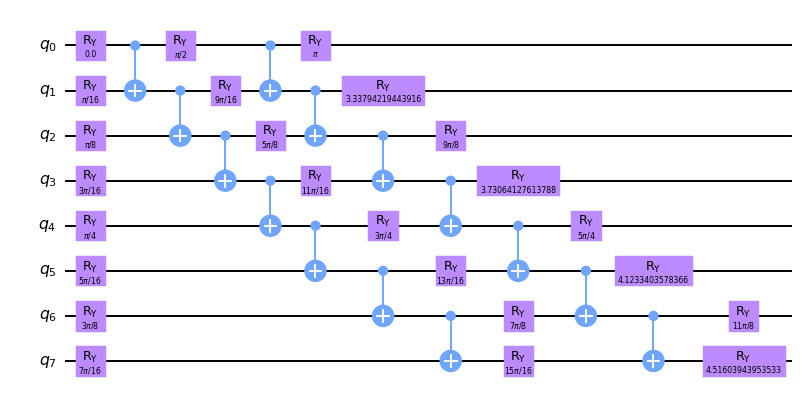 q0 RY 0.0 RY π/2 RY π
q1 RY π/16 RY 9π/16 RY 3.33794219443916
q2 RY π/8 RY 5π/8 RY 9π/8
q3 RY 3π/16 RY 11π/16 RY 3.73064127613788
q4 RY π/4 RY 3π/4 RY 5π/4
q5 RY 5π/16 RY 13π/16 RY 4.1233403578366
q6 RY 3π/8 RY 7π/8 RY 11π/8
q7 RY 7π/16 RY 15π/16 RY 4.51603943953533